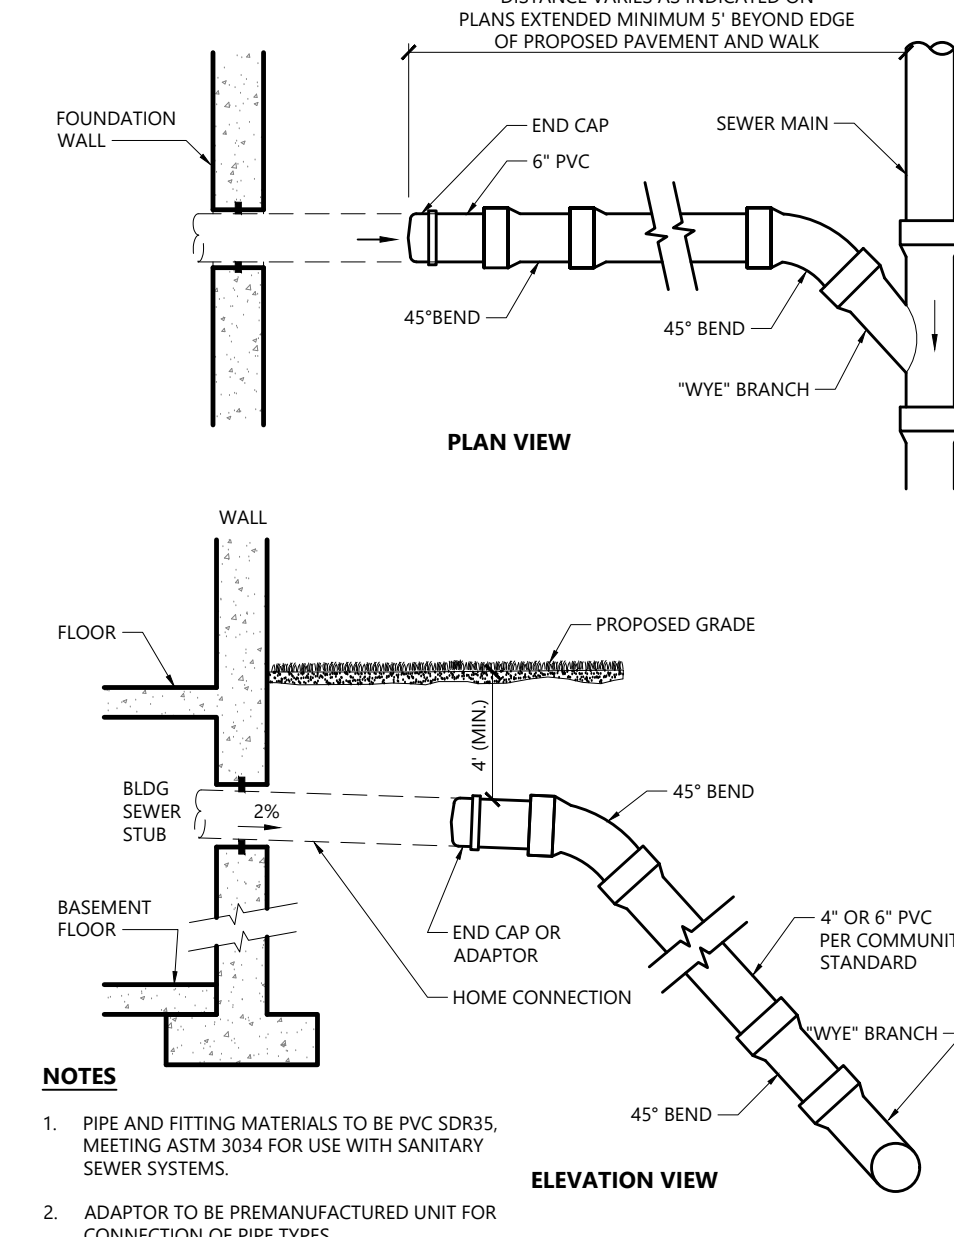 DISTANCE VARIES AS INDICATED ON
PLANS EXTENDED MINIMUM 5' BEYOND EDGE
OF PROPOSED PAVEMENT AND WALK
FOUNDATION
WALL
END CAP
6" PVC
SEWER MAIN
45°BEND
45° BEND
"WYE" BRANCH
PLAN VIEW
WALL
FLOOR
PROPOSED GRADE
4' (MIN.)
BLDG
SEWER
STUB
2%
45° BEND
BASEMENT
FLOOR
END CAP OR
ADAPTOR
HOME CONNECTION
4" OR 6" PVC
PER COMMUNIT
STANDARD
"WYE" BRANCH
45° BEND
ELEVATION VIEW
NOTES
1. PIPE AND FITTING MATERIALS TO BE PVC SDR35,
MEETING ASTM 3034 FOR USE WITH SANITARY
SEWER SYSTEMS.
2. ADAPTOR TO BE PREMANUFACTURED UNIT FOR
CONNECTION OF PIPE TYPES